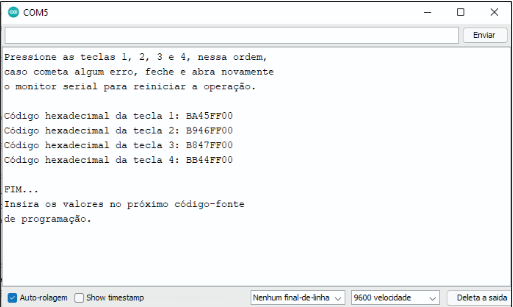 COM5
Enviar
Pressione as teclas 1, 2, 3 e 4, nessa ordem,
caso cometa algum erro, feche e abra novamente
o monitor serial para reiniciar a operação.
Código hexadecimal da tecla 1: BA45FF00
Código hexadecimal da tecla 2: B946FF00
Código hexadecimal da tecla 3: B847FF00
Código hexadecimal da tecla 4: BB44FF00
FIM...
Insira os valores no próximo código-fonte
de programação.
Auto-rolagem Show timestamp Nenhum final-de-linha 9600 velocidade Deleta a saida